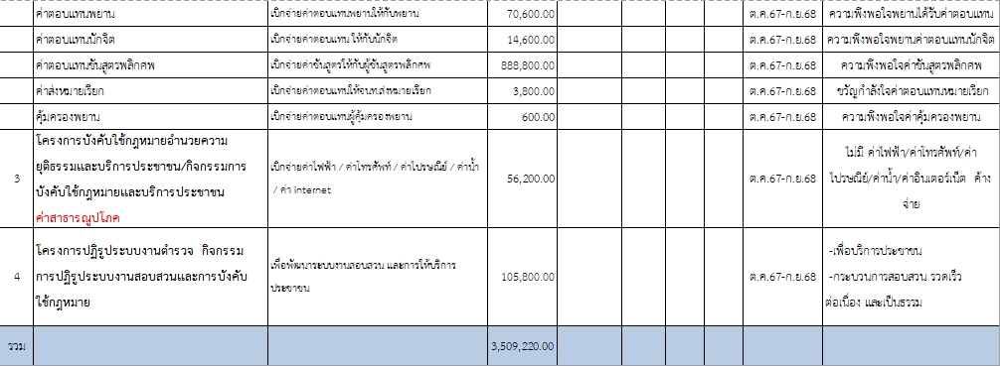 ค่าตอบแทนพยาน เบิกจ่ายค่าตอบแทนพยานให้กับพยาน 70,600.00 ต.ค.67-ก.ย.68 ความพึงพอใจพยานได้รับค่าตอบแทน
ค่าตอบแทนนักจิต เบิกจ่ายค่าตอบแทน ให้กับนักจิต 14,600.00 ต.ค.67-ก.ย.68 ความพึงพอใจพยานค่าตอบแทนนักจิต
ค่าตอบแทนชันสูตรพลิกศพ เบิกจ่ายค่าชันสูตรให้กับผู้ชันสูตรพลิกศพ 888,800.00 ต.ค.67-ก.ย.68 ความพึงพอใจค่าชันสูตรพลิกศพ
ค่าส่งหมายเรียก เบิกจ่ายค่าตอบแทนให้จนท.ส่งหมายเรียก 3,800.00 ต.ค.67-ก.ย.68 ขวัญกำลังใจค่าตอบแทนหมายเรียก
คุ้มครองพยาน เบิกจ่ายค่าตอบแทนผู้คุ้มครองพยาน 600.00 ต.ค.67-ก.ย.68 ความพึงพอใจค่าคุ้มครองพยาน
3
โครงการบังคับใช้กฎหมายอำนวยความ
ยุติธรรมและบริการประชาชน/กิจกรรมการ
บังคับใช้กฎหมายและบริการประชาชน
ค่าสาธารณูปโภค
เบิกจ่ายค่าไฟฟ้า / ค่าโทรศัพท์ / ค่าไปรษณีย์ / ค่าน้ำ
/ ค่า internet
56,200.00
ต.ค.67-ก.ย.68
ไม่มี ค่าไฟฟ้า/ค่าโทรศัพท์/ค่า
ไปรษณีย์/ค่าน้ำ/ค่าอินเตอร์เน็ต ค้าง
จ่าย
4
โครงการปฏิรูประบบงานตำรวจ กิจกรรม
การปฏิรูประบบงานสอบสวนและการบังคับ
ใช้กฎหมาย
เพื่อพัฒนาระบบงานสอบสวน และการให้บริการ
ประชาชน
105,800.00
ต.ค.67-ก.ย.68
-เพื่อบริการประชาชน
-กระบวนการสอบสวน รวดเร็ว
ต่อเนื่อง และเป็นธรรม
รวม 3,509,220.00